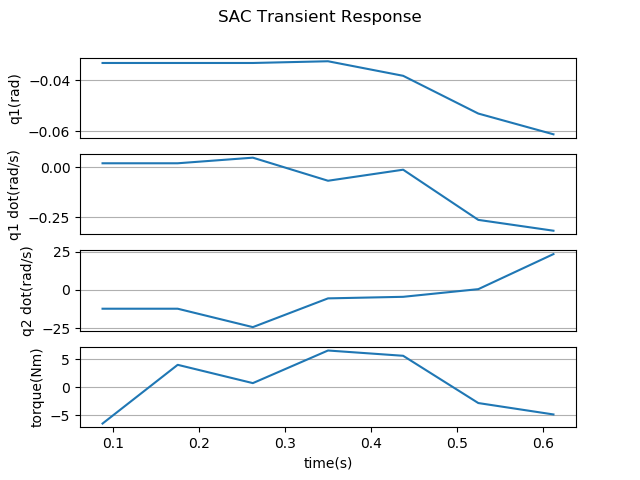 SAC Transient Response
q1(rad)
−0.04
−0.06
q1 dot(rad/s)
0.00
−0.25
q2 dot(rad/s)
25
0
−25
torque(Nm)
5
0
−5
0.1 0.2 0.3 0.4 0.5 0.6
time(s)